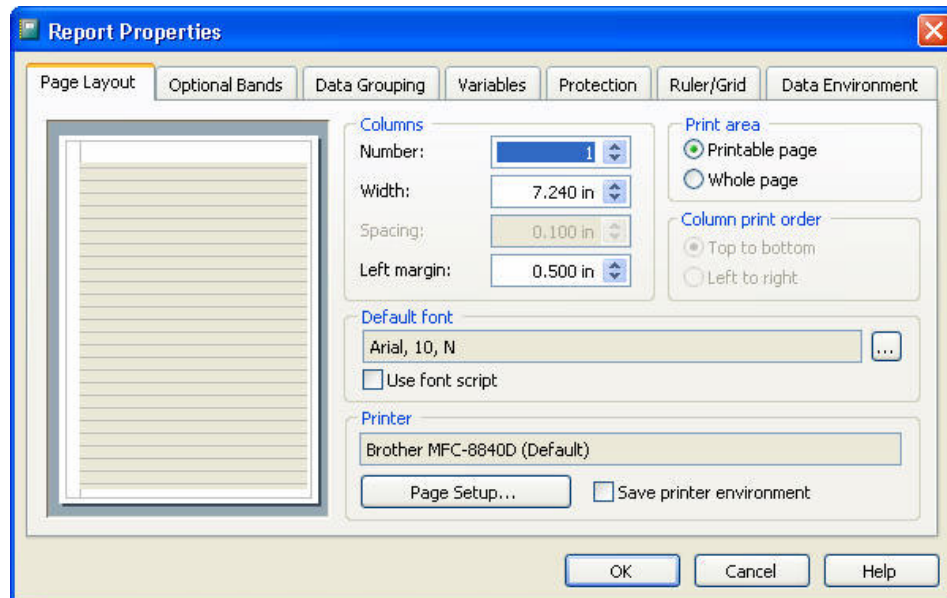 Report Properties
Page Layout
Optional Bands
Data Grouping
Variables
Protection
Ruler/Grid
Data Environment
Columns
Number: 1
Width: 7.240 in
Spacing: 0.100 in
Left margin: 0.500 in
Print area
Printable page
Whole page
Column print order
Top to bottom
Left to right
Default font
Arial, 10, N
...
Use font script
Printer
Brother MFC-8840D (Default)
Page Setup...
Save printer environment
OK
Cancel
Help